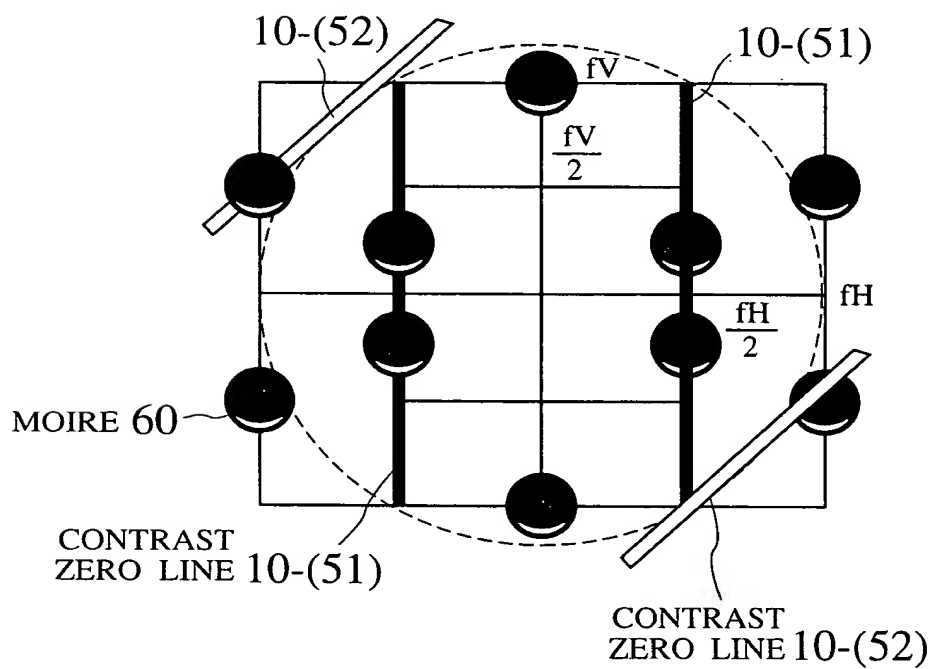 10-(52)
10-(51)
fV
fV
2
fH
fH
2
MOIRE 60
CONTRAST
ZERO LINE 10-(51)
CONTRAST
ZERO LINE 10-(52)